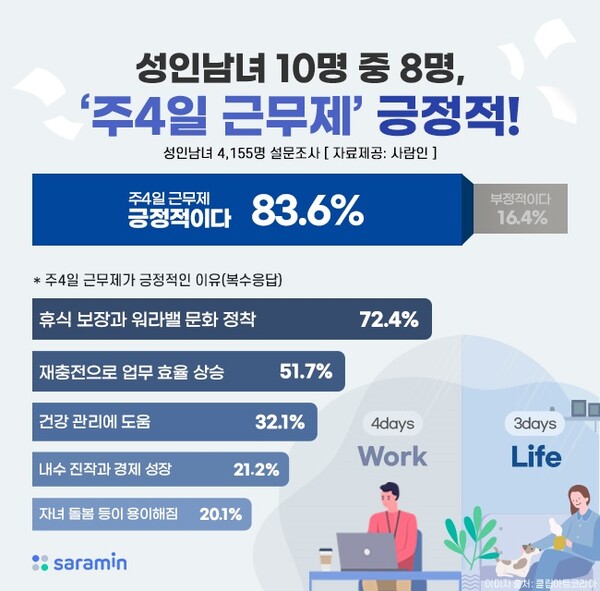 성인남녀 10명 중 8명,
‘주4일 근무제’ 긍정적!
성인남녀 4,155명 설문조사 [ 자료제공: 사람인 ]
주4일 근무제
긍정적이다 83.6%
부정적이다
16.4%
* 주4일 근무제가 긍정적인 이유(복수응답)
휴식 보장과 워라밸 문화 정착 72.4%
재충전으로 업무 효율 상승 51.7%
건강 관리에 도움 32.1%
내수 진작과 경제 성장 21.2%
자녀 돌봄 등이 용이해짐 20.1%
4days
Work
3days
Life
saramin
이미지 출처: 클립아트코리아